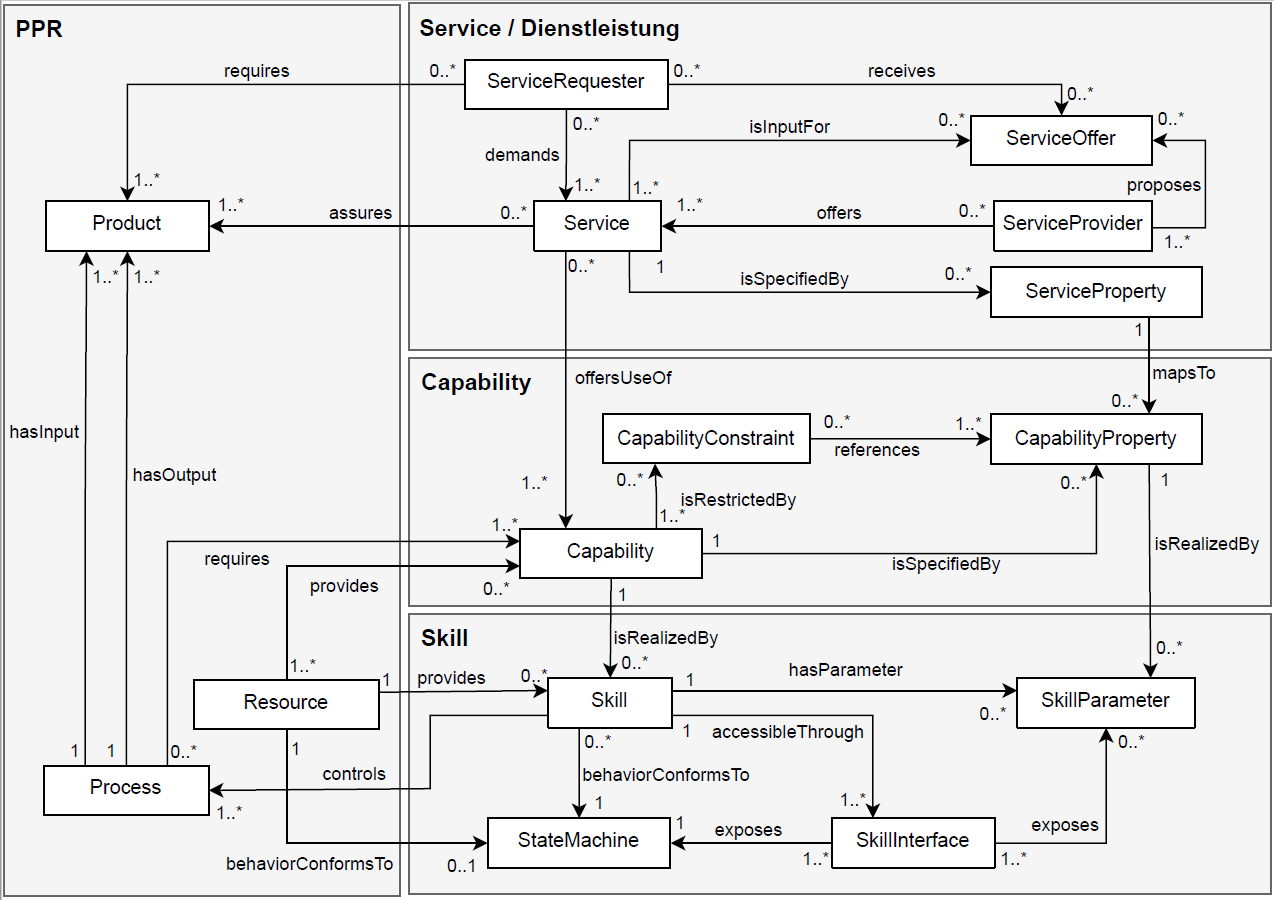 PPR
Service / Dienstleistung
requires
0..*
ServiceRequester
0..*
receives
0..*
0..*
isInputFor
0..*
0..*
ServiceOffer
demands
proposes
1..*
1..*
1..*
1..*
Product
1..*
assures
0..*
Service
1..*
offers
0..*
ServiceProvider
1..*
1..*
1..*
0..*
1
isSpecifiedBy
0..*
ServiceProperty
1
Capability
offersUseOf
mapsTo
0..*
hasInput
hasOutput
CapabilityConstraint
0..*
references
1..*
CapabilityProperty
1..*
0..*
isRestrictedBy
0..*
1
1..*
1..*
requires
Capability
1
isSpecifiedBy
isRealizedBy
provides
0..*
1
Skill
isRealizedBy
1..*
0..*
0..*
Resource
1
provides
0..*
Skill
1
hasParameter
0..*
SkillParameter
1
1
1
0..*
0..*
1
accessibleThrough
0..*
Process
controls
behaviorConformsTo
1..*
1
1..*
StateMachine
1
exposes
SkillInterface
exposes
behaviorConformsTo
0..1
1..*
1..*